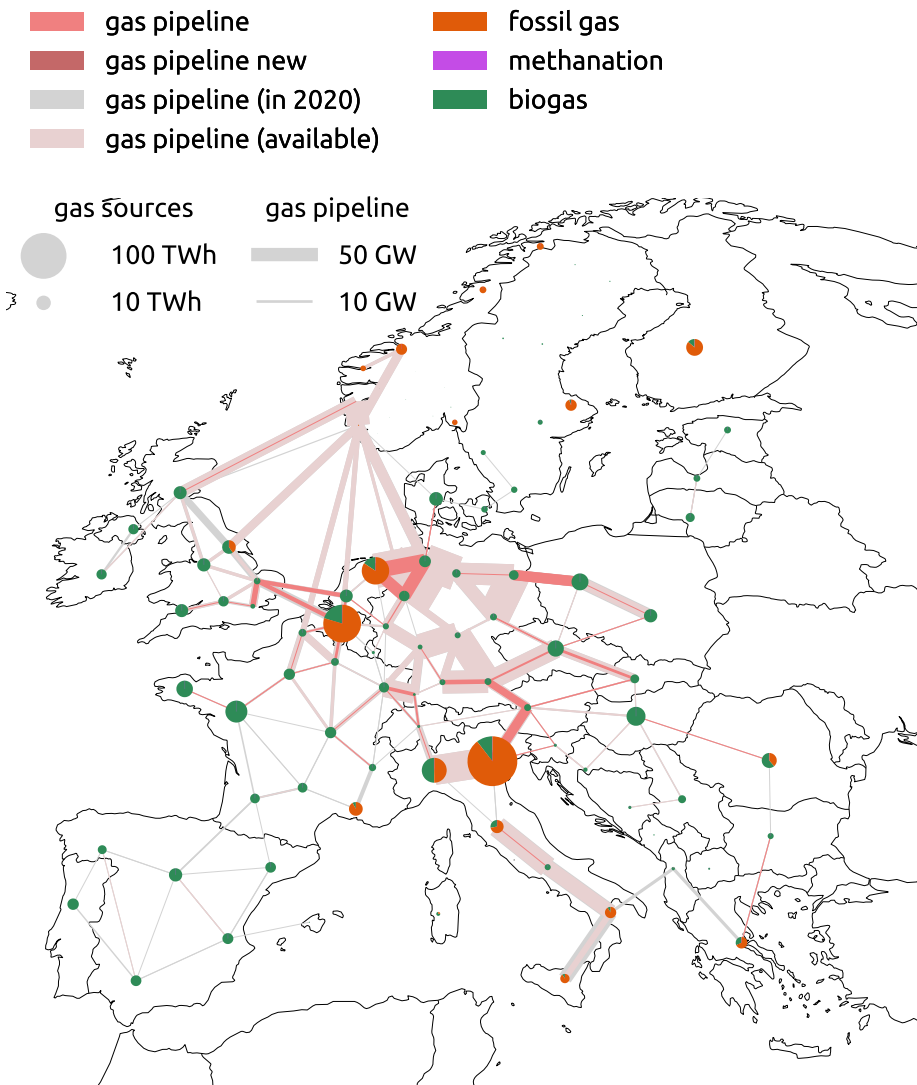 gas pipeline
gas pipeline new
gas pipeline (in 2020)
gas pipeline (available)
fossil gas
methanation
biogas
gas sources
100 TWh
10 TWh
gas pipeline
50 GW
10 GW